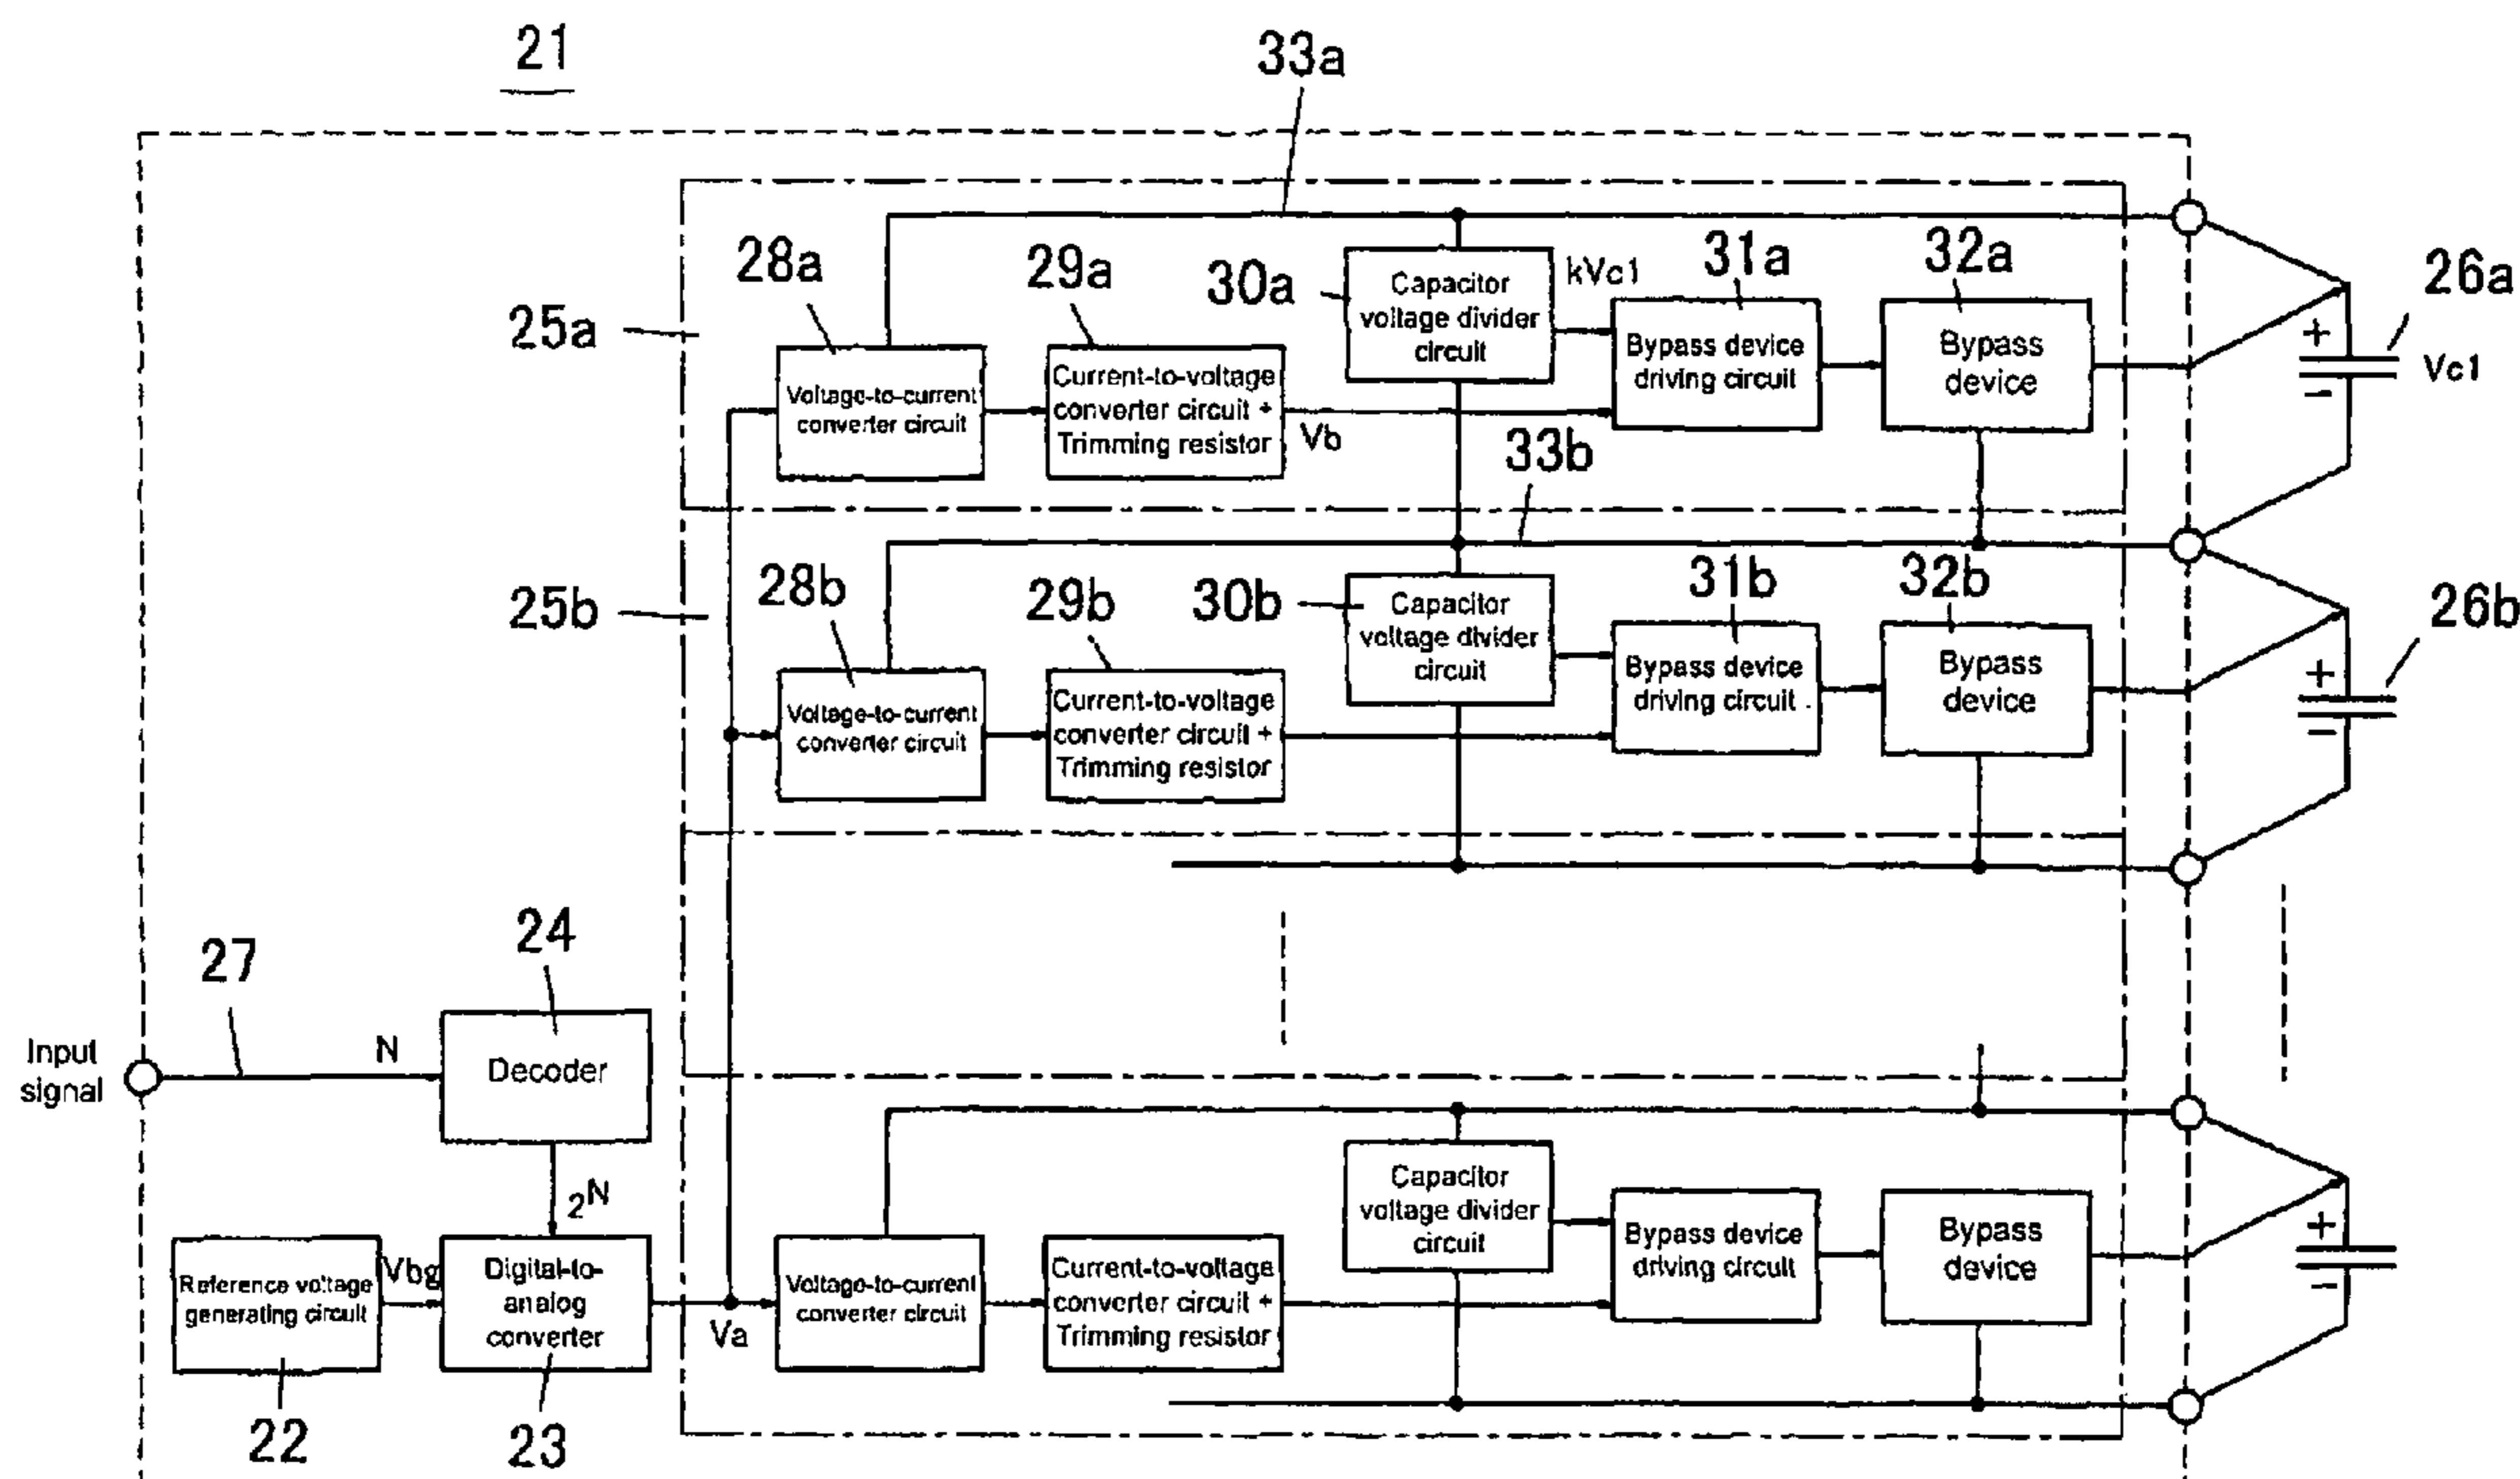 21
33a
28a
29a
30a
kVc1
31a
32a
26a
25a
Capacitor
voltage divider
circuit
Bypass device
driving circuit
Bypass
device
+
−
Vc1
Voltage-to-current
converter circuit
Current-to-voltage
converter circuit +
Trimming resistor
Vb
33b
28b
29b
30b
31b
32b
26b
25b
Capacitor
voltage divider
circuit
Bypass device
driving circuit
Bypass
device
+
−
Voltage-to-current
converter circuit
Current-to-voltage
converter circuit +
Trimming resistor
24
27
Input
signal
N
Decoder
2N
Capacitor
voltage divider
circuit
Bypass device
driving circuit
Bypass
device
+
−
Reference voltage
generating circuit
Vbg
Digital-to-
analog
converter
Va
Voltage-to-current
converter circuit
Current-to-voltage
converter circuit +
Trimming resistor
22
23